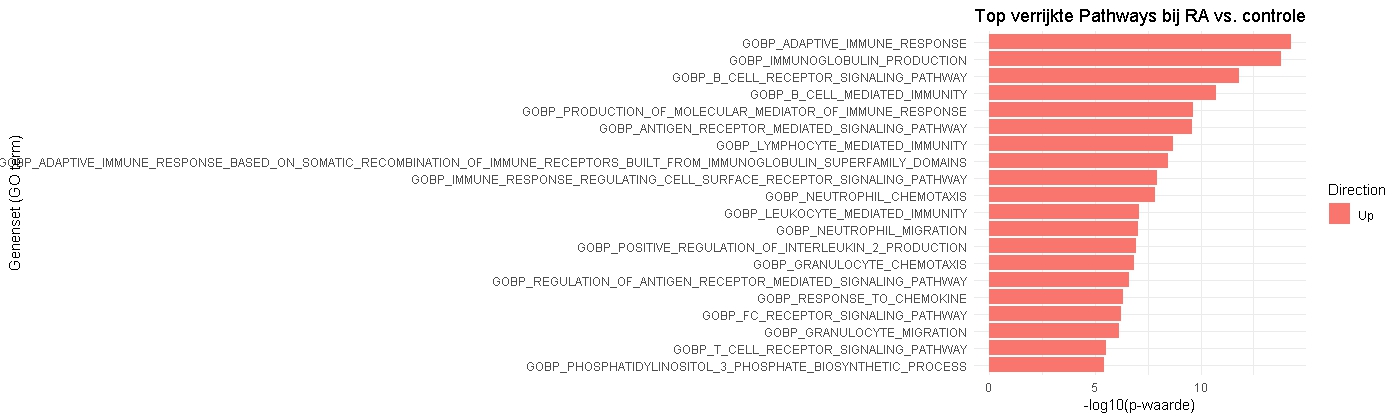 Top verrijkte Pathways bij RA vs. controle
Genenset (GO term)
GOBP_ADAPTIVE_IMMUNE_RESPONSE
GOBP_IMMUNOGLOBULIN_PRODUCTION
GOBP_B_CELL_RECEPTOR_SIGNALING_PATHWAY
GOBP_B_CELL_MEDIATED_IMMUNITY
GOBP_PRODUCTION_OF_MOLECULAR_MEDIATOR_OF_IMMUNE_RESPONSE
GOBP_ANTIGEN_RECEPTOR_MEDIATED_SIGNALING_PATHWAY
GOBP_LYMPHOCYTE_MEDIATED_IMMUNITY
GOBP_ADAPTIVE_IMMUNE_RESPONSE_BASED_ON_SOMATIC_RECOMBINATION_OF_IMMUNE_RECEPTORS_BUILT_FROM_IMMUNOGLOBULIN_SUPERFAMILY_DOMAINS
GOBP_IMMUNE_RESPONSE_REGULATING_CELL_SURFACE_RECEPTOR_SIGNALING_PATHWAY
GOBP_NEUTROPHIL_CHEMOTAXIS
GOBP_LEUKOCYTE_MEDIATED_IMMUNITY
GOBP_NEUTROPHIL_MIGRATION
GOBP_POSITIVE_REGULATION_OF_INTERLEUKIN_2_PRODUCTION
GOBP_GRANULOCYTE_CHEMOTAXIS
GOBP_REGULATION_OF_ANTIGEN_RECEPTOR_MEDIATED_SIGNALING_PATHWAY
GOBP_RESPONSE_TO_CHEMOKINE
GOBP_FC_RECEPTOR_SIGNALING_PATHWAY
GOBP_GRANULOCYTE_MIGRATION
GOBP_T_CELL_RECEPTOR_SIGNALING_PATHWAY
GOBP_PHOSPHATIDYLINOSITOL_3_PHOSPHATE_BIOSYNTHETIC_PROCESS
0 5 10
-log10(p-waarde)
Direction
Up